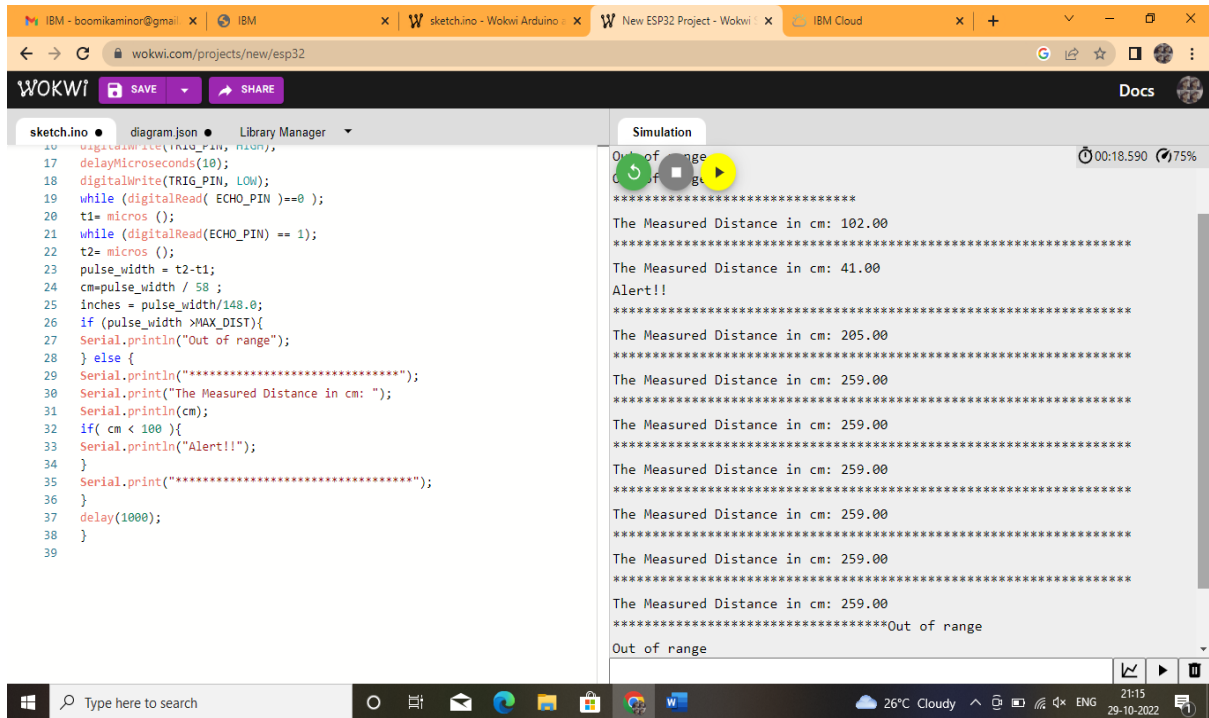 IBM - boomikaminor@gmail
IBM
sketch.ino - Wokwi Arduino a
New ESP32 Project - Wokwi S
IBM Cloud
wokwi.com/projects/new/esp32
WOKWI
SAVE
SHARE
Docs
sketch.ino ●
diagram.json ●
Library Manager
16 digitalWrite(TRIG_PIN, HIGH);
17 delayMicroseconds(10);
18 digitalWrite(TRIG_PIN, LOW);
19 while (digitalRead( ECHO_PIN )==0 );
20 t1= micros ();
21 while (digitalRead(ECHO_PIN) == 1);
22 t2= micros ();
23 pulse_width = t2-t1;
24 cm=pulse_width / 58 ;
25 inches = pulse_width/148.0;
26 if (pulse_width >MAX_DIST){
27 Serial.println("Out of range");
28 } else {
29 Serial.println("********************************");
30 Serial.print("The Measured Distance in cm: ");
31 Serial.println(cm);
32 if( cm < 100 ){
33 Serial.println("Alert!!");
34 }
35 Serial.print("***********************************");
36 }
37 delay(1000);
38 }
39
Simulation
00:18.590 75%
Out of range
*******************************
The Measured Distance in cm: 102.00
******************************************************************
The Measured Distance in cm: 41.00
Alert!!
******************************************************************
The Measured Distance in cm: 205.00
******************************************************************
The Measured Distance in cm: 259.00
******************************************************************
The Measured Distance in cm: 259.00
******************************************************************
The Measured Distance in cm: 259.00
******************************************************************
The Measured Distance in cm: 259.00
******************************************************************
The Measured Distance in cm: 259.00
******************************************************************
The Measured Distance in cm: 259.00
***********************************Out of range
Out of range
Type here to search
26°C Cloudy
ENG
21:15
29-10-2022
1